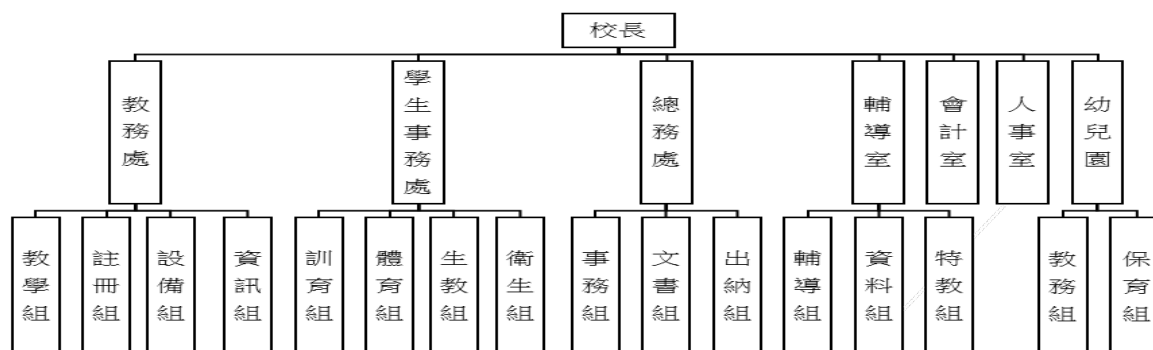 校長
教務處
學生事務處
總務處
輔導室
會計室
人事室
幼兒園
教學組
註冊組
設備組
資訊組
訓育組
體育組
生教組
衛生組
事務組
文書組
出納組
輔導組
資料組
特教組
教務組
保育組